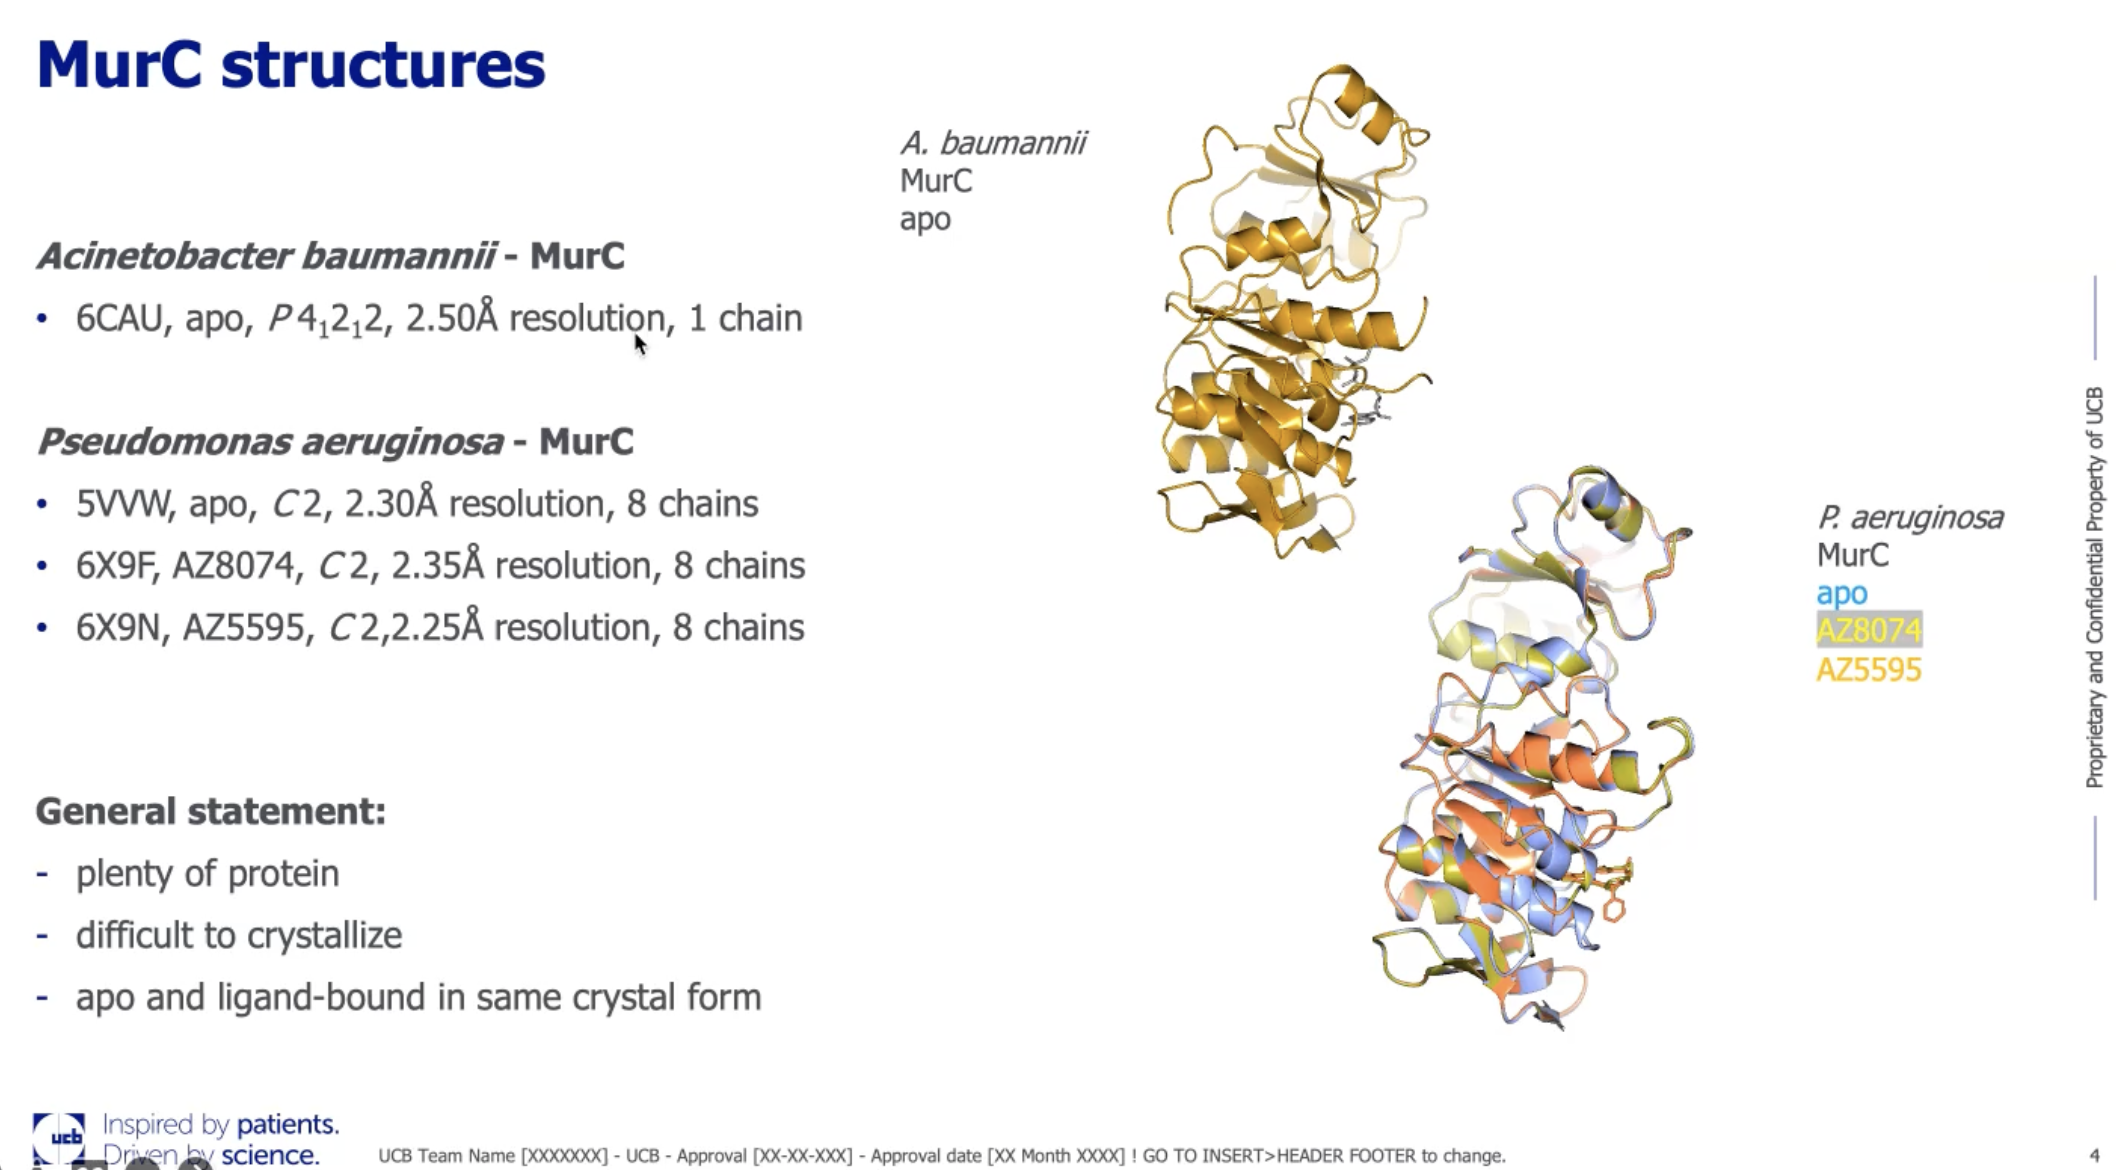 MurC structures
A. baumannii
MurC
apo
Acinetobacter baumannii - MurC
• 6CAU, apo, P4₁2₁2, 2.50Å resolution, 1 chain
Pseudomonas aeruginosa - MurC
• 5VVW, apo, C2, 2.30Å resolution, 8 chains
• 6X9F, AZ8074, C2, 2.35Å resolution, 8 chains
• 6X9N, AZ5595, C2,2.25Å resolution, 8 chains
P. aeruginosa
MurC
apo
AZ8074
AZ5595
General statement:
- plenty of protein
- difficult to crystallize
- apo and ligand-bound in same crystal form
Proprietary and Confidential Property of UCB
ucb
Inspired by patients.
Driven by science.
UCB Team Name [XXXXXXX] - UCB - Approval [XX-XX-XXX] - Approval date [XX Month XXXX] ! GO TO INSERT>HEADER FOOTER to change.
4